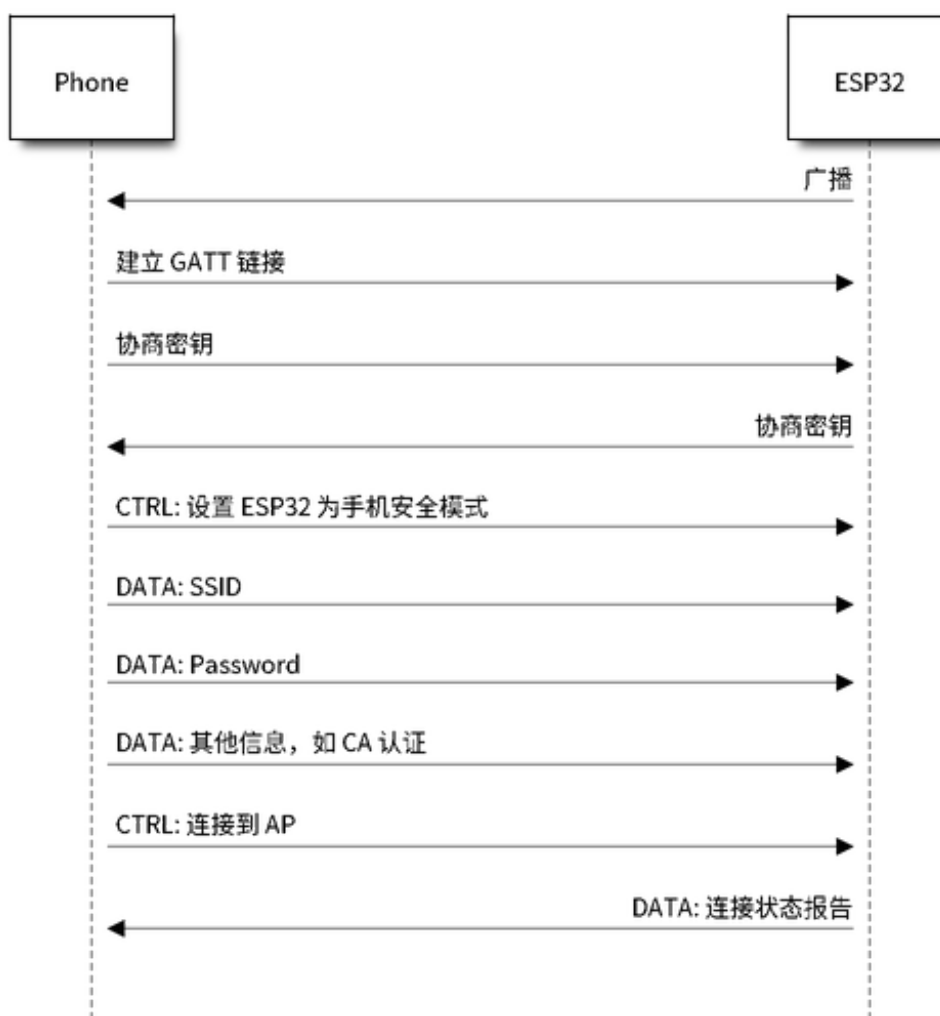 Phone
ESP32
广播
建立 GATT 链接
协商密钥
协商密钥
CTRL: 设置 ESP32 为手机安全模式
DATA: SSID
DATA: Password
DATA: 其他信息，如 CA 认证
CTRL: 连接到 AP
DATA: 连接状态报告